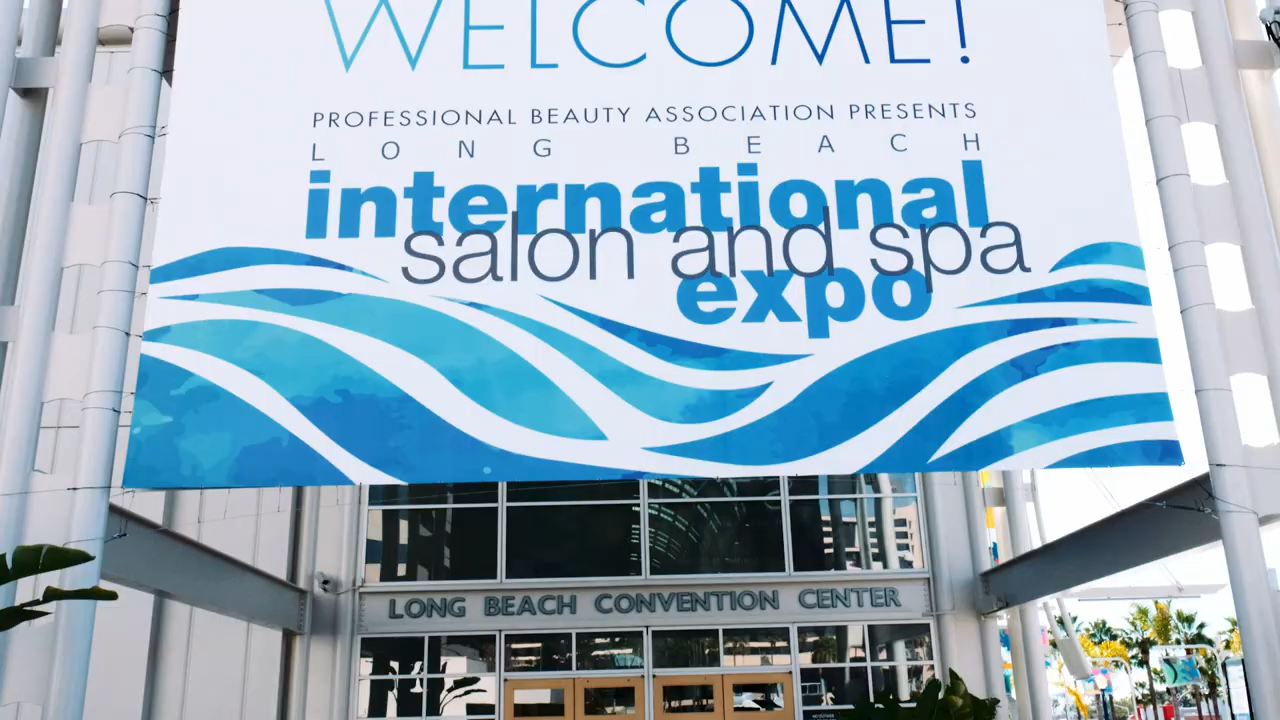 WELCOME!
PROFESSIONAL BEAUTY ASSOCIATION PRESENTS
LONG BEACH
international
salon and spa
expo
LONG BEACH CONVENTION CENTER